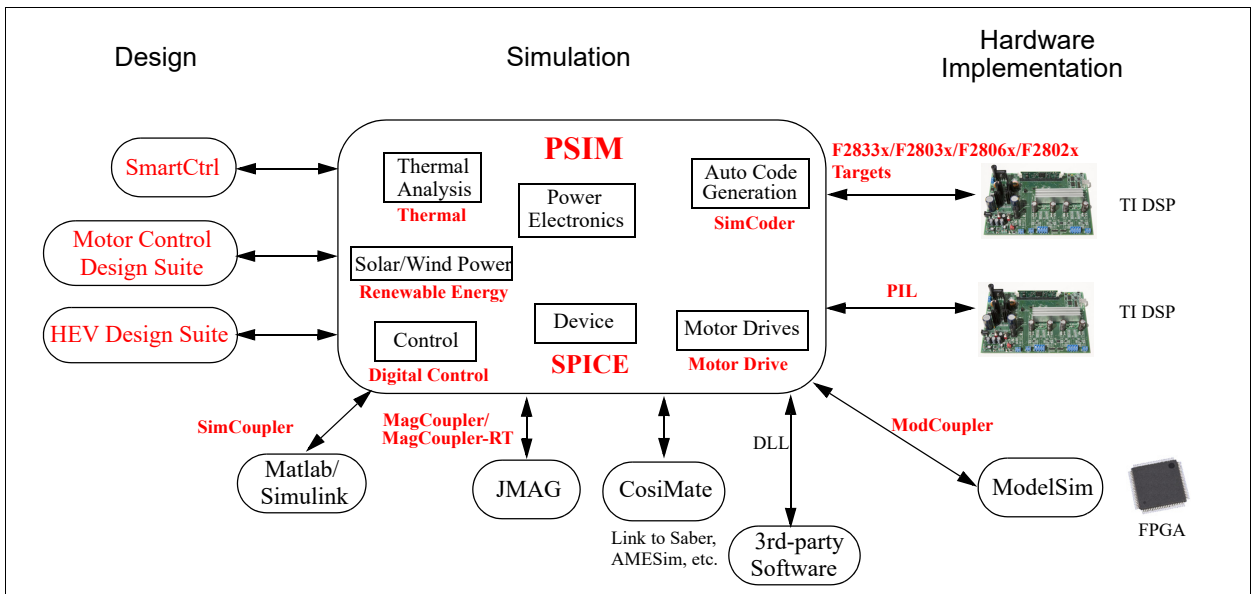 Design
Simulation
Hardware
Implementation
SmartCtrl
Motor Control
Design Suite
HEV Design Suite
PSIM
Thermal
Analysis
Thermal
Power
Electronics
Auto Code
Generation
SimCoder
Solar/Wind Power
Renewable Energy
Device
SPICE
Control
Digital Control
Motor Drives
Motor Drive
F2833x/F2803x/F2806x/F2802x
Targets
TI DSP
PIL
TI DSP
SimCoupler
Matlab/
Simulink
MagCoupler/
MagCoupler-RT
JMAG
CosiMate
Link to Saber,
AMESim, etc.
DLL
3rd-party
Software
ModCoupler
ModelSim
FPGA